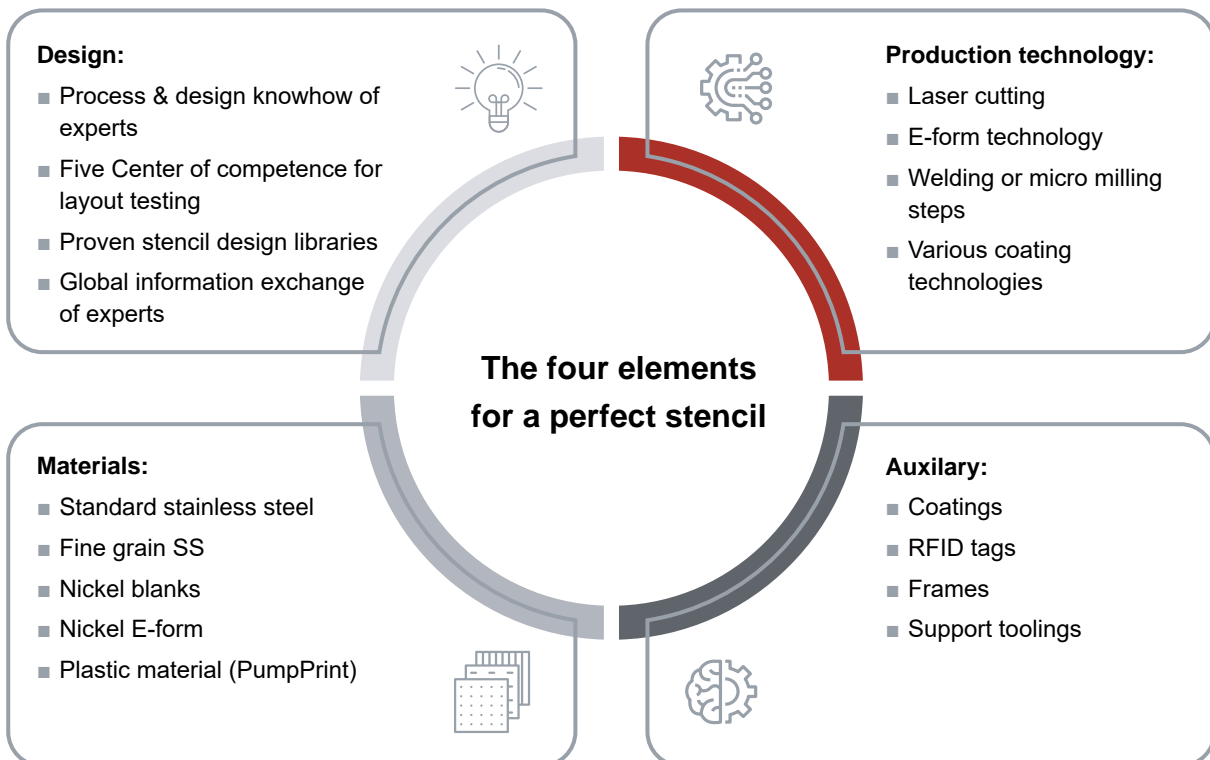 Design:
Process & design knowhow of
experts
Five Center of competence for
layout testing
Proven stencil design libraries
Global information exchange
of experts
Production technology:
Laser cutting
E-form technology
Welding or micro milling
steps
Various coating
technologies
The four elements
for a perfect stencil
Materials:
Standard stainless steel
Fine grain SS
Nickel blanks
Nickel E-form
Plastic material (PumpPrint)
Auxilary:
Coatings
RFID tags
Frames
Support toolings